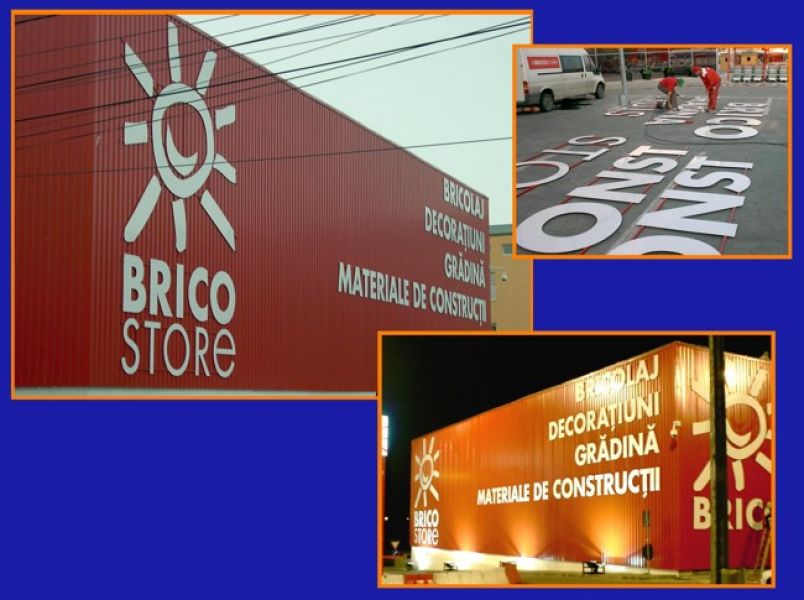 BRICO
STORE
BRICOLAJ
DECORAȚIUNI
GRĂDINĂ
MATERIALE DE CONSTRUCȚII
ONST
ONST
BRICOLAJ
DECORAȚIUNI
GRĂDINĂ
MATERIALE DE CONSTRUCȚII
BRICO
STORE
BRIC